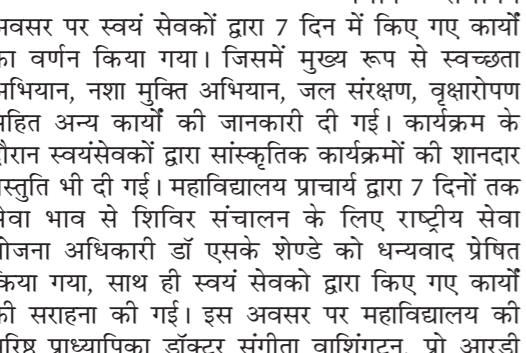 अवसर पर स्वयं सेवकों द्वारा 7 दिन में किए गए कार्यों
का वर्णन किया गया। जिसमें मुख्य रूप से स्वच्छता
अभियान, नशा मुक्ति अभियान, जल संरक्षण, वृक्षारोपण
सहित अन्य कार्यों की जानकारी दी गई। कार्यक्रम के
दौरान स्वयंसेवकों द्वारा सांस्कृतिक कार्यक्रमों की शानदार
प्रस्तुति भी दी गई। महाविद्यालय प्राचार्य द्वारा 7 दिनों तक
सेवा भाव से शिविर संचालन के लिए राष्ट्रीय सेवा
योजना अधिकारी डॉ एसके शेण्डे को धन्यवाद प्रेषित
किया गया, साथ ही स्वयं सेवको द्वारा किए गए कार्यों
की सराहना की गई। इस अवसर पर महाविद्यालय की
वरिष्ठ प्राध्यापिका डॉक्टर संगीता वाशिंगटन, प्रो आरडी